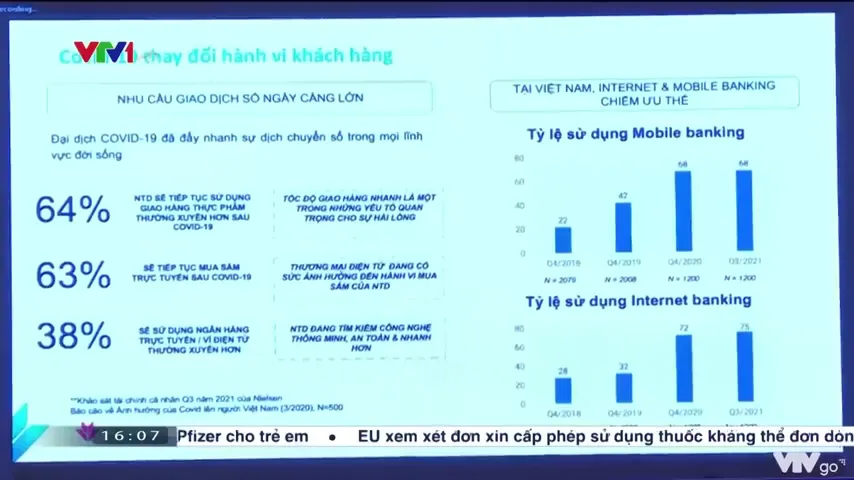 VTV1
thay đổi hành vi khách hàng
NHU CẦU GIAO DỊCH SỐ NGÀY CÀNG LỚN
Đại dịch COVID-19 đã đẩy nhanh sự dịch chuyển số trong mọi lĩnh
vực đời sống
64%
NTD SẼ TIẾP TỤC SỬ DỤNG
GIAO HÀNG THỰC PHẨM
THƯỜNG XUYÊN HƠN SAU
COVID-19
TỐC ĐỘ GIAO HÀNG NHANH LÀ MỘT
TRONG NHỮNG YẾU TỐ QUAN
TRỌNG CHO SỰ HÀI LÒNG
63%
SẼ TIẾP TỤC MUA SẮM
TRỰC TUYẾN SAU COVID-19
THƯƠNG MẠI ĐIỆN TỬ ĐANG CÓ
SỨC ẢNH HƯỞNG ĐẾN HÀNH VI MUA
SẮM CỦA NTD
38%
SẼ SỬ DỤNG NGÂN HÀNG
TRỰC TUYẾN / VÍ ĐIỆN TỬ
THƯỜNG XUYÊN HƠN
NTD ĐANG TÌM KIẾM CÔNG NGHỆ
THÔNG MINH, AN TOÀN & NHANH
HƠN
**Khảo sát tài chính cá nhân Q3 năm 2021 của Nielsen
Báo cáo về Ảnh hưởng của Covid lên người Việt Nam (3/2020), N=500
TẠI VIỆT NAM, INTERNET & MOBILE BANKING
CHIẾM ƯU THẾ
Tỷ lệ sử dụng Mobile banking
80
60
40
20
0
22
42
68
68
Q4/2018 Q4/2019 Q4/2020 Q3/2021
N = 2079 N = 2008 N = 1200 N = 1200
Tỷ lệ sử dụng Internet banking
80
60
40
20
0
28
32
72
75
Q4/2018 Q4/2019 Q4/2020 Q3/2021
16:07
Pfizer cho trẻ em • EU xem xét đơn xin cấp phép sử dụng thuốc kháng thể đơn dòn
VTV go